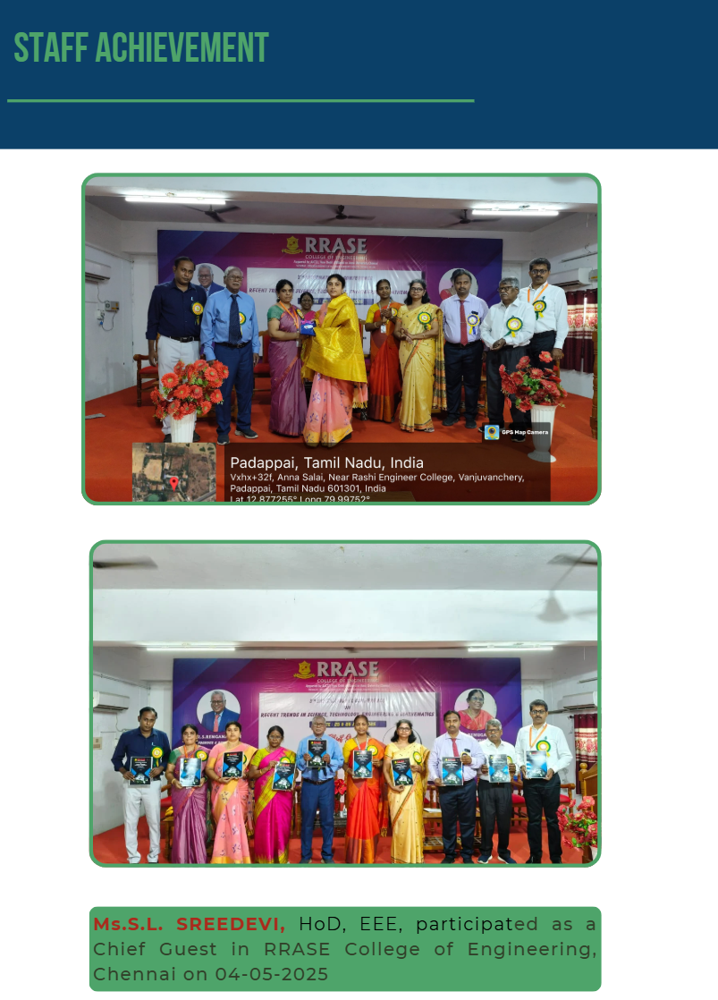 STAFF ACHIEVEMENT
RRASE
COLLEGE OF ENGINEERING
RECENT TRENDS IN SCIENCE, TECHNOLOGY, ENGINEERING & MATHEMATICS
GPS Map Camera
Padappai, Tamil Nadu, India
Vxhx+32f, Anna Salai, Near Rashi Engineer College, Vanjuvanchery,
Padappai, Tamil Nadu 601301, India
Lat 12.877255° Long 79.99752°
RRASE
COLLEGE OF ENGINEERING
IN
RECENT TRENDS IN SCIENCE, TECHNOLOGY, ENGINEERING & MATHEMATICS
Ms.S.L. SREEDEVI, HoD, EEE, participated as a
Chief Guest in RRASE College of Engineering,
Chennai on 04-05-2025